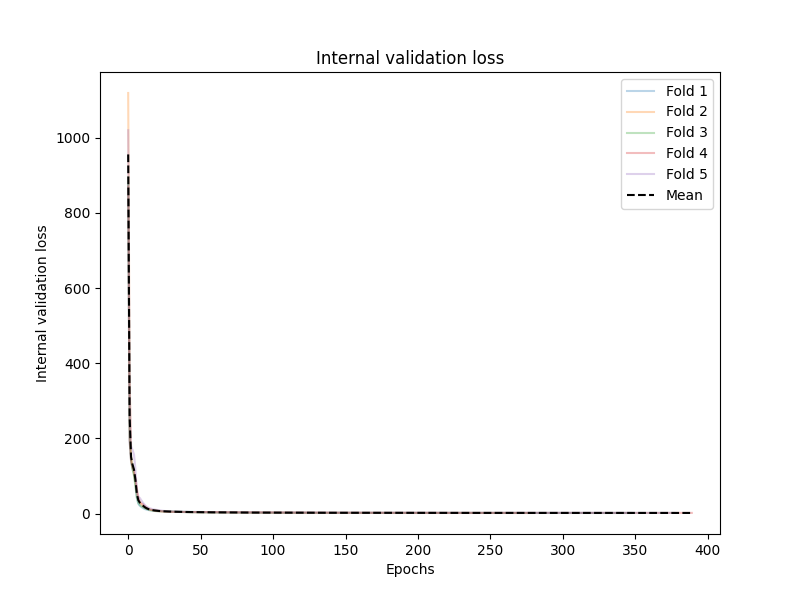 Internal validation loss
Fold 1
Fold 2
Fold 3
Fold 4
Fold 5
Mean
Internal validation loss
1000
800
600
400
200
0
0 50 100 150 200 250 300 350 400
Epochs